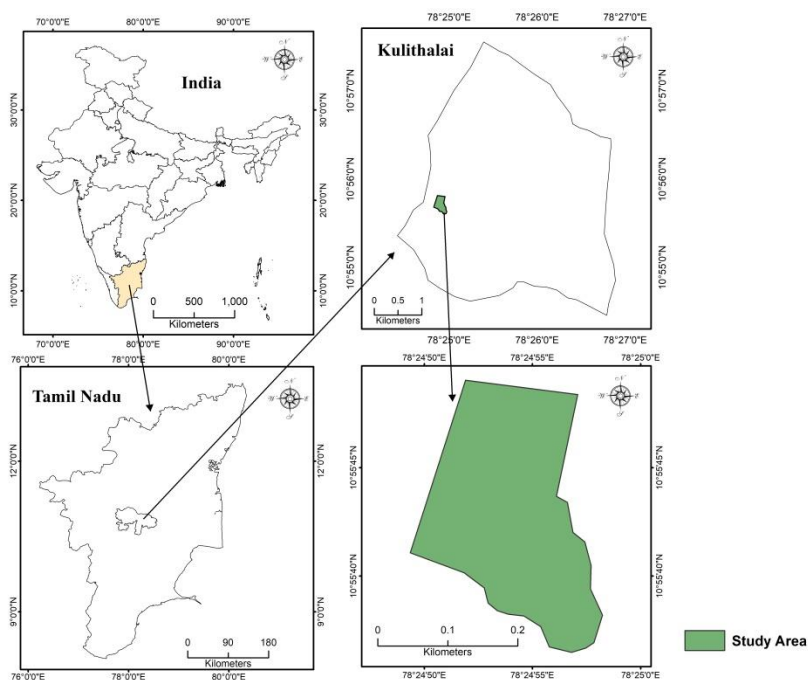 70°0'0"E 80°0'0"E 90°0'0"E
India
N
W E
S
30°0'0"N
20°0'0"N
10°0'0"N
30°0'0"N
20°0'0"N
10°0'0"N
0 500 1,000
Kilometers
70°0'0"E 80°0'0"E 90°0'0"E
78°25'0"E 78°26'0"E 78°27'0"E
Kulithalai
N
W E
S
10°57'0"N
10°56'0"N
10°55'0"N
10°57'0"N
10°56'0"N
10°55'0"N
0 0.5 1
Kilometers
78°25'0"E 78°26'0"E 78°27'0"E
76°0'0"E 78°0'0"E 80°0'0"E
Tamil Nadu
N
W E
S
12°0'0"N
9°0'0"N
12°0'0"N
9°0'0"N
0 90 180
Kilometers
76°0'0"E 78°0'0"E 80°0'0"E
78°24'50"E 78°24'55"E 78°25'0"E
N
W E
S
10°55'45"N
10°55'40"N
10°55'45"N
10°55'40"N
0 0.1 0.2
Kilometers
78°24'50"E 78°24'55"E 78°25'0"E
Study Area